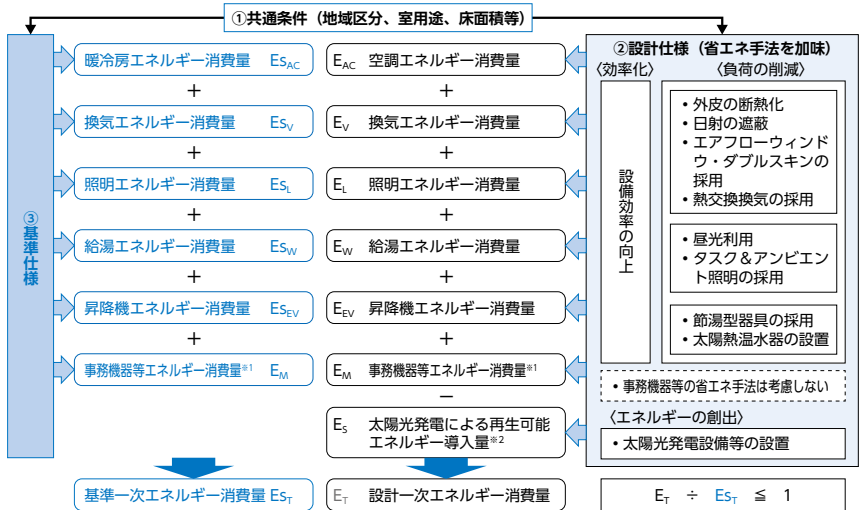 ①共通条件（地域区分、室用途、床面積等）
③基準仕様
暖冷房エネルギー消費量 EsAC
+
換気エネルギー消費量 EsV
+
照明エネルギー消費量 EsL
+
給湯エネルギー消費量 EsW
+
昇降機エネルギー消費量 EsEV
+
事務機器等エネルギー消費量※1 EM
基準一次エネルギー消費量 EsT
EAC 空調エネルギー消費量
+
EV 換気エネルギー消費量
+
EL 照明エネルギー消費量
+
EW 給湯エネルギー消費量
+
EEV 昇降機エネルギー消費量
+
EM 事務機器等エネルギー消費量※1
−
ES 太陽光発電による再生可能
エネルギー導入量※2
ET 設計一次エネルギー消費量
②設計仕様（省エネ手法を加味）
〈効率化〉
設備効率の向上
〈負荷の削減〉
・外皮の断熱化
・日射の遮蔽
・エアフローウィンド
ウ・ダブルスキンの
採用
・熱交換換気の採用
・昼光利用
・タスク＆アンビエン
ト照明の採用
・節湯型器具の採用
・太陽熱温水器の設置
・事務機器等の省エネ手法は考慮しない
〈エネルギーの創出〉
・太陽光発電設備等の設置
ET ÷ EsT ≦ 1